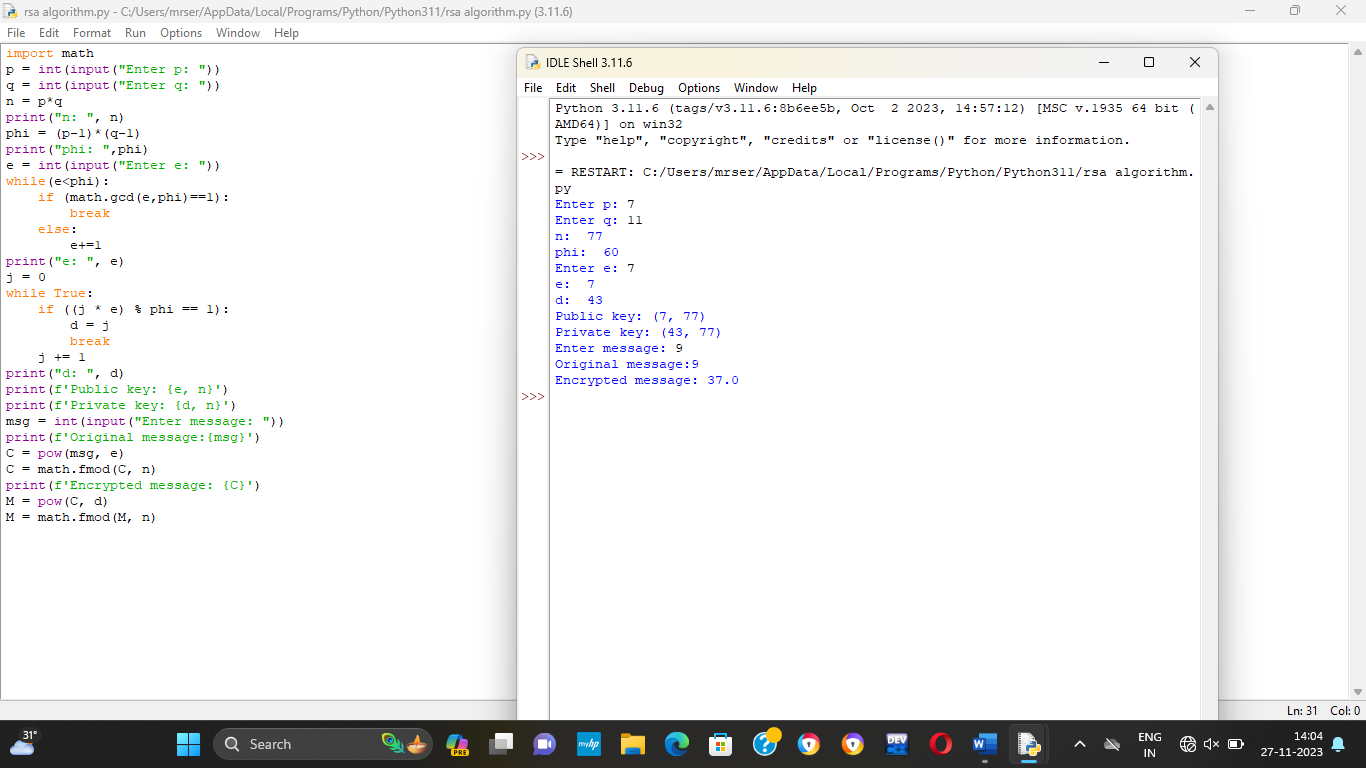 rsa algorithm.py - C:/Users/mrser/AppData/Local/Programs/Python/Python311/rsa algorithm.py (3.11.6)
File Edit Format Run Options Window Help
import math
p = int(input("Enter p: "))
q = int(input("Enter q: "))
n = p*q
print("n: ", n)
phi = (p-1)*(q-1)
print("phi: ",phi)
e = int(input("Enter e: "))
while(e<phi):
    if (math.gcd(e,phi)==1):
        break
    else:
        e+=1
print("e: ", e)
j = 0
while True:
    if ((j * e) % phi == 1):
        d = j
        break
    j += 1
print("d: ", d)
print(f'Public key: {e, n}')
print(f'Private key: {d, n}')
msg = int(input("Enter message: "))
print(f'Original message:{msg}')
C = pow(msg, e)
C = math.fmod(C, n)
print(f'Encrypted message: {C}')
M = pow(C, d)
M = math.fmod(M, n)
IDLE Shell 3.11.6
File Edit Shell Debug Options Window Help
Python 3.11.6 (tags/v3.11.6:8b6ee5b, Oct  2 2023, 14:57:12) [MSC v.1935 64 bit (
AMD64)] on win32
Type "help", "copyright", "credits" or "license()" for more information.
>>>
= RESTART: C:/Users/mrser/AppData/Local/Programs/Python/Python311/rsa algorithm.
py
Enter p: 7
Enter q: 11
n:  77
phi:  60
Enter e: 7
e:  7
d:  43
Public key: (7, 77)
Private key: (43, 77)
Enter message: 9
Original message:9
Encrypted message: 37.0
>>>
Ln: 31 Col: 0
31°
Search
PRE
myhp
DEV
W
ENG
IN
14:04
27-11-2023